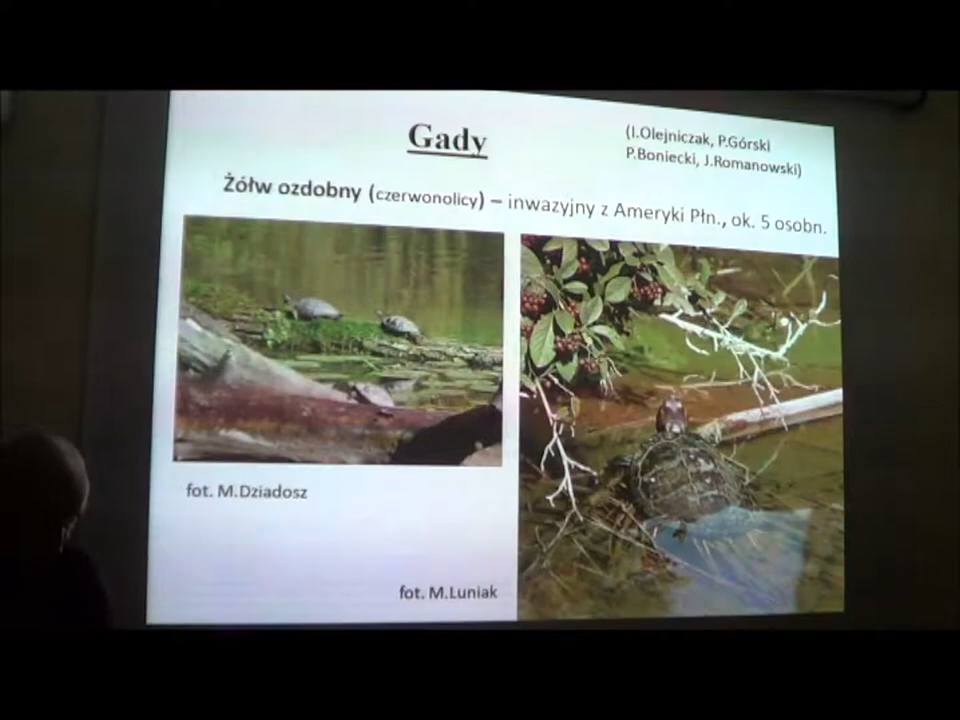 Gady
(I.Olejniczak, P.Górski
P.Boniecki, J.Romanowski)
Żółw ozdobny (czerwonolicy) – inwazyjny z Ameryki Płn., ok. 5 osobn.
fot. M.Dziadosz
fot. M.Luniak